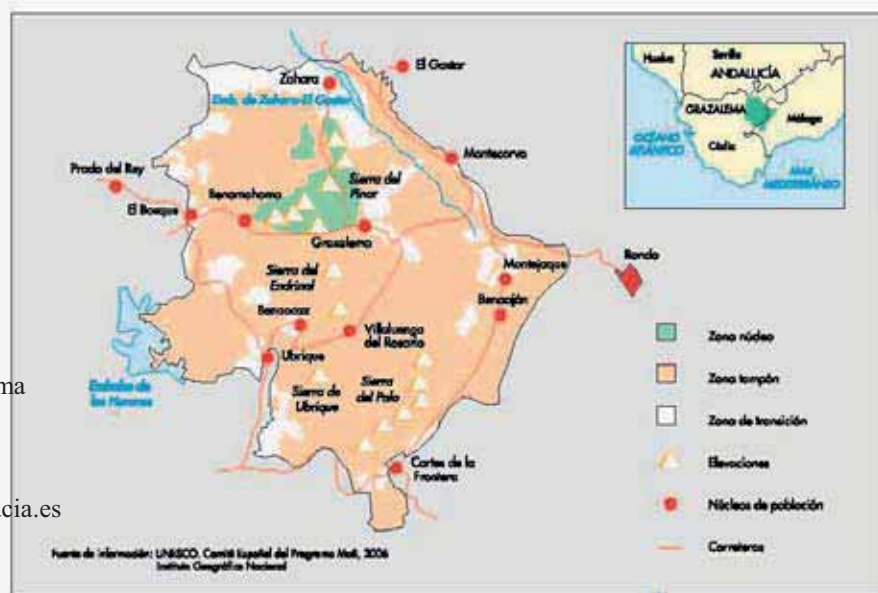 El Gastor
Zahara
Emb. de Zahara-El Gastor
Montecorvo
Prado del Rey
Benamahoma
Sierra del
Pinar
El Bosque
Grazalema
Ronda
Montejaque
Sierra del
Endrinal
Benaoján
Benaocaz
Villaluenga
del Rosario
Ubrique
Embalse de
los Hurones
Sierra de
Ubrique
Sierra
del Palo
Cortes de la
Frontera
ma
cia.es
Huelva
Sevilla
ANDALUCÍA
GRAZALEMA
Málaga
OCÉANO
ATLÁNTICO
Cádiz
MAR
MEDITERRÁNEO
Zona núcleo
Zona tampón
Zona de transición
Elevaciones
Núcleos de población
Carreteras
Fuente de información: UNESCO. Comité Español del Programa MaB, 2006
Instituto Geográfico Nacional